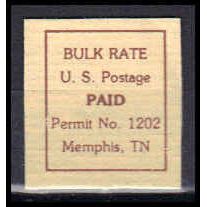 BULK RATE
U. S. Postage
PAID
Permit No. 1202
Memphis, TN